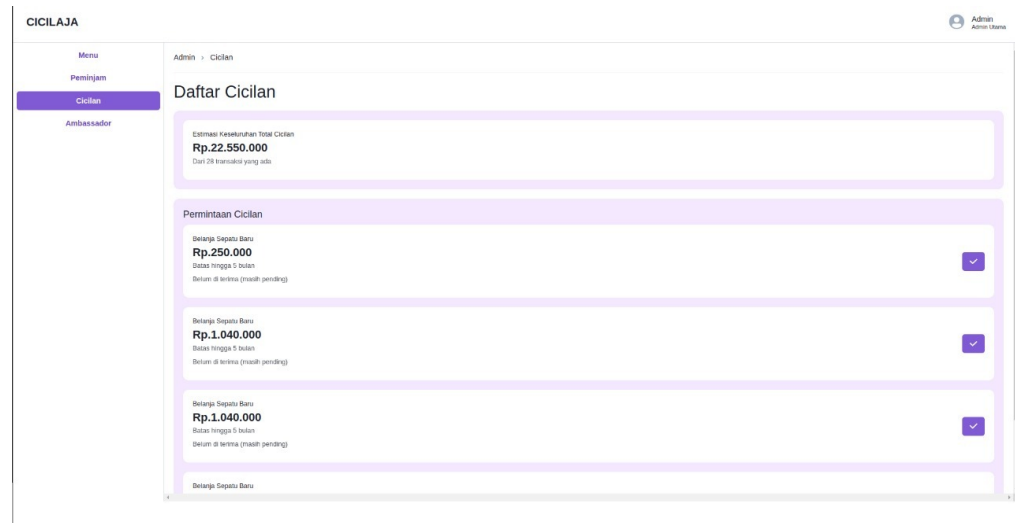 CICILAJA
Admin
Admin Utama
Menu
Peminjam
Cicilan
Ambassador
Admin › Cicilan
Daftar Cicilan
Estimasi Keseluruhan Total Cicilan
Rp.22.550.000
Dari 28 transaksi yang ada
Permintaan Cicilan
Belanja Sepatu Baru
Rp.250.000
Batas hingga 5 bulan
Belum di terima (masih pending)
Belanja Sepatu Baru
Rp.1.040.000
Batas hingga 5 bulan
Belum di terima (masih pending)
Belanja Sepatu Baru
Rp.1.040.000
Batas hingga 5 bulan
Belum di terima (masih pending)
Belanja Sepatu Baru